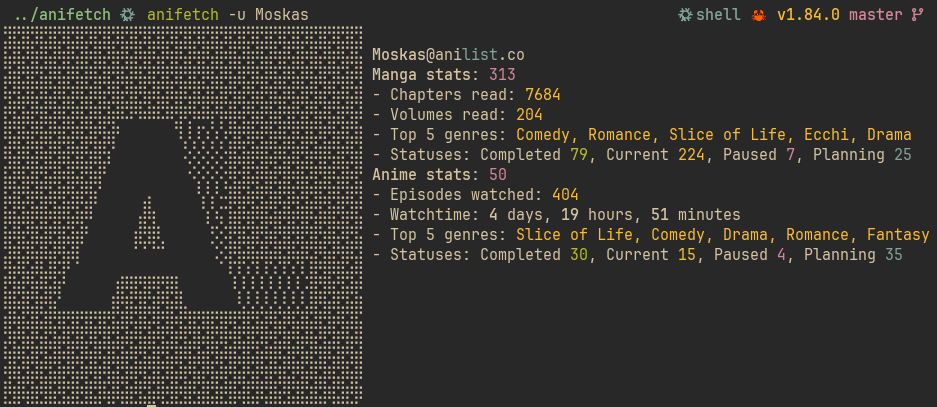 ../anifetch anifetch -u Moskas shell 🦀 v1.84.0 master
Moskas@anilist.co
Manga stats: 313
- Chapters read: 7684
- Volumes read: 204
- Top 5 genres: Comedy, Romance, Slice of Life, Ecchi, Drama
- Statuses: Completed 79, Current 224, Paused 7, Planning 25
Anime stats: 50
- Episodes watched: 404
- Watchtime: 4 days, 19 hours, 51 minutes
- Top 5 genres: Slice of Life, Comedy, Drama, Romance, Fantasy
- Statuses: Completed 30, Current 15, Paused 4, Planning 35